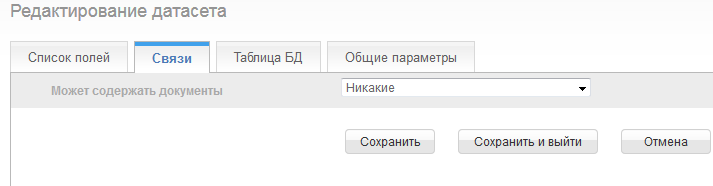 Редактирование датасета
Список полей Связи Таблица БД Общие параметры
Может содержать документы Никакие
Сохранить Сохранить и выйти Отмена